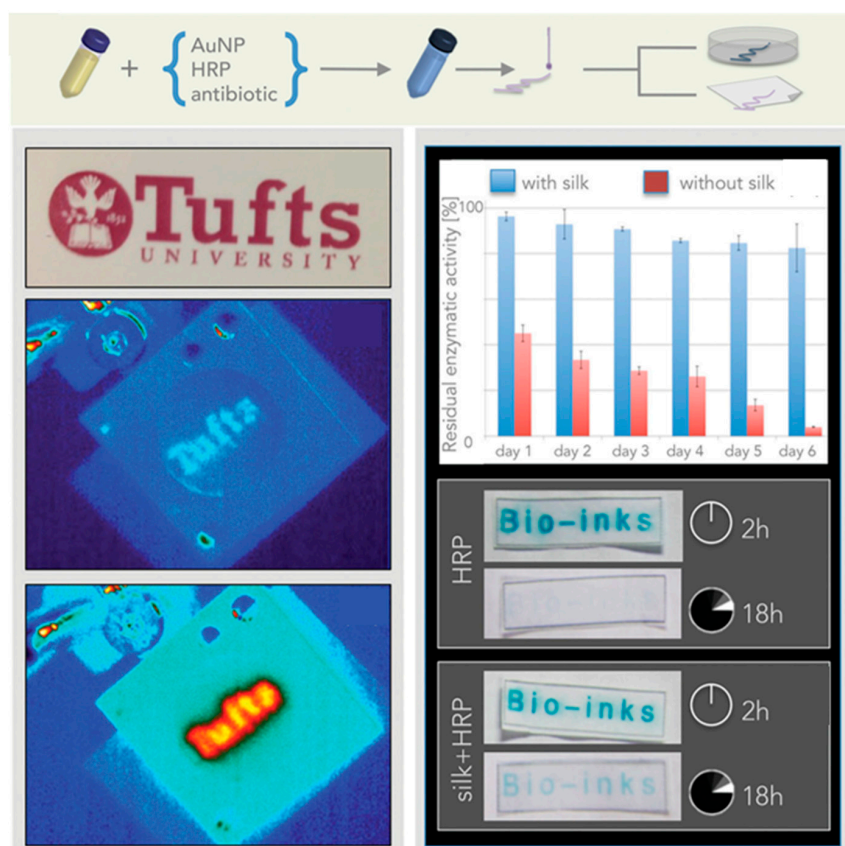 AuNP
+ HRP
antibiotic
Tufts
UNIVERSITY
1852
Tufts
Tufts
with silk without silk
Residual enzymatic activity [%]
100
0
day 1 day 2 day 3 day 4 day 5 day 6
HRP
Bio-inks 2h
18h
silk+HRP
Bio-inks 2h
Bio-inks 18h